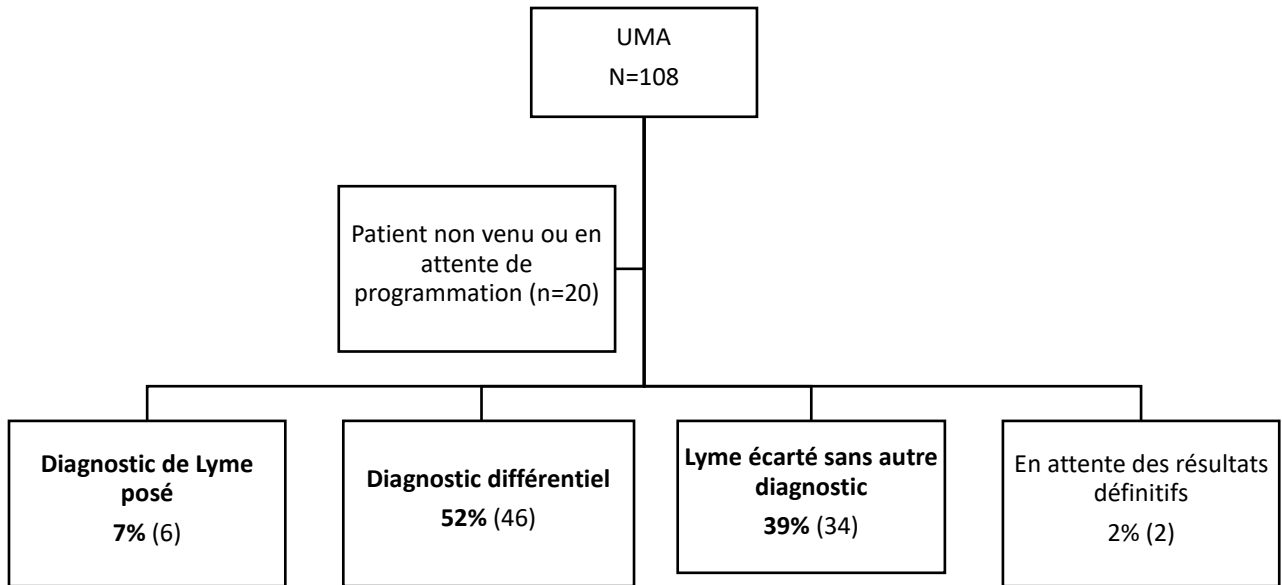 UMA
N=108
Patient non venu ou en
attente de
programmation (n=20)
Diagnostic de Lyme
posé
7% (6)
Diagnostic différentiel
52% (46)
Lyme écarté sans autre
diagnostic
39% (34)
En attente des résultats
définitifs
2% (2)